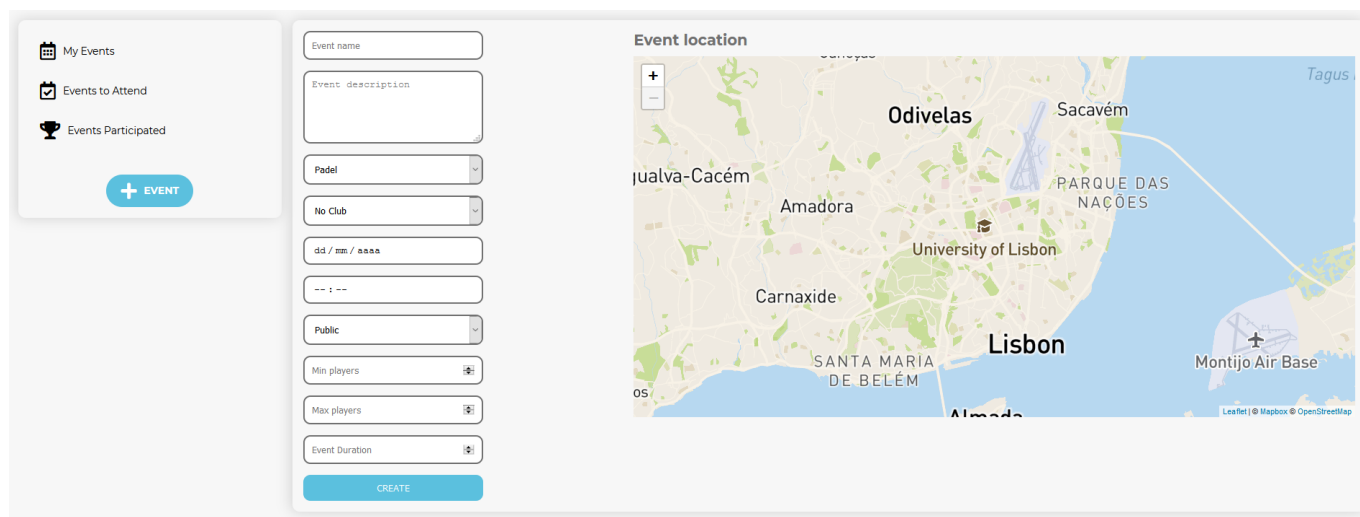 My Events
Events to Attend
Events Participated
EVENT
Event name
Event description
Padel
No Club
dd / mm / aaaa
-- : --
Public
Min players
Max players
Event Duration
CREATE
Event location
+
−
Tagus
Odivelas
Sacavém
jualva-Cacém
PARQUE DAS
NAÇÕES
Amadora
University of Lisbon
Carnaxide
Lisbon
SANTA MARIA
DE BELÉM
Montijo Air Base
os
Almada
Leaflet | © Mapbox © OpenStreetMap